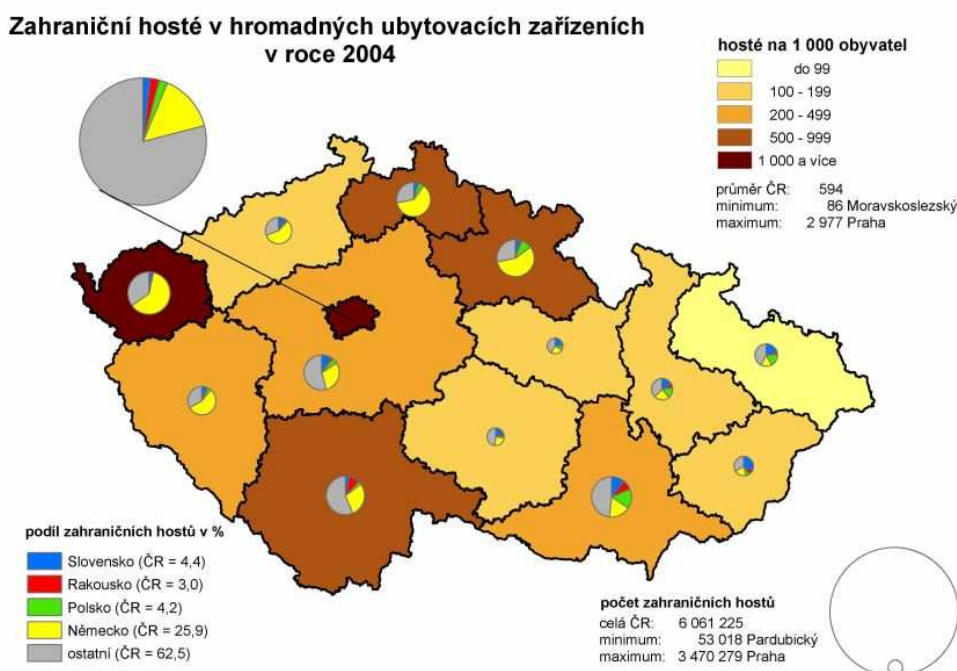 Zahraniční hosté v hromadných ubytovacích zařízeních
v roce 2004
hosté na 1 000 obyvatel
do 99
100 - 199
200 - 499
500 - 999
1 000 a více
průměr ČR: 594
minimum: 86 Moravskoslezský
maximum: 2 977 Praha
podíl zahraničních hostů v %
Slovensko (ČR = 4,4)
Rakousko (ČR = 3,0)
Polsko (ČR = 4,2)
Německo (ČR = 25,9)
ostatní (ČR = 62,5)
počet zahraničních hostů
celá ČR: 6 061 225
minimum: 53 018 Pardubický
maximum: 3 470 279 Praha